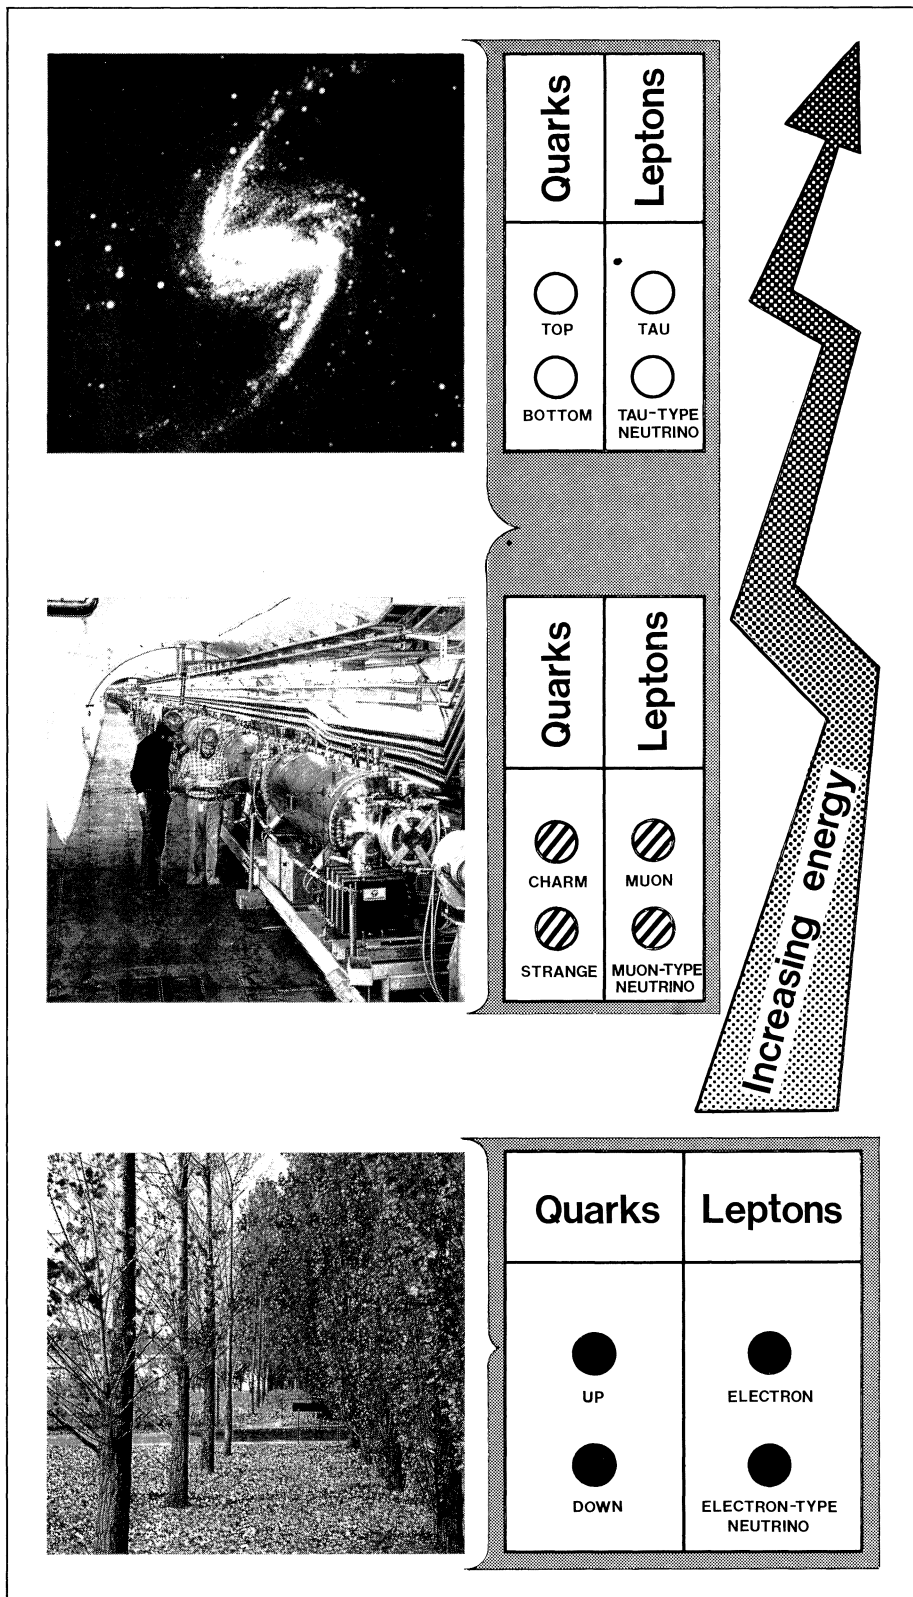 Quarks
Leptons
TOP
TAU
BOTTOM
TAU-TYPE
NEUTRINO
Quarks
Leptons
CHARM
MUON
STRANGE
MUON-TYPE
NEUTRINO
Increasing energy
Quarks
Leptons
UP
ELECTRON
DOWN
ELECTRON-TYPE
NEUTRINO